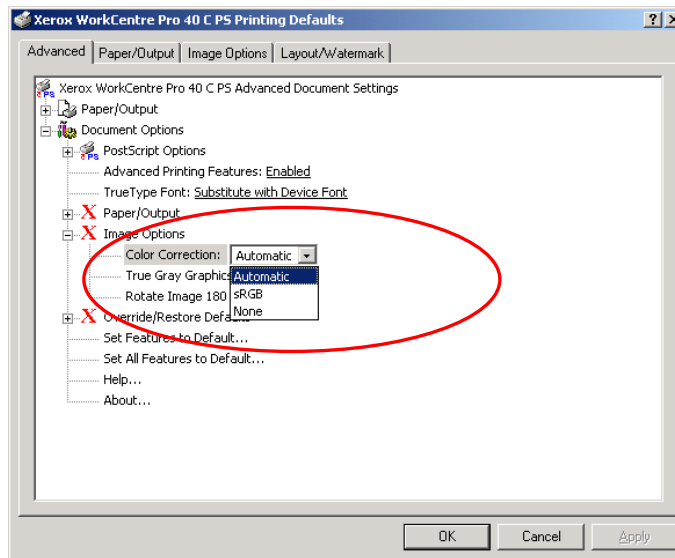 Xerox WorkCentre Pro 40 C PS Printing Defaults
Advanced Paper/Output Image Options Layout/Watermark
Xerox WorkCentre Pro 40 C PS Advanced Document Settings
Paper/Output
Document Options
PostScript Options
Advanced Printing Features: Enabled
TrueType Font: Substitute with Device Font
Paper/Output
Image Options
Color Correction: Automatic
True Gray Graphics Automatic
Rotate Image 180 sRGB
None
Override/Restore Defaults
Set Features to Default...
Set All Features to Default...
Help...
About...
OK Cancel Apply